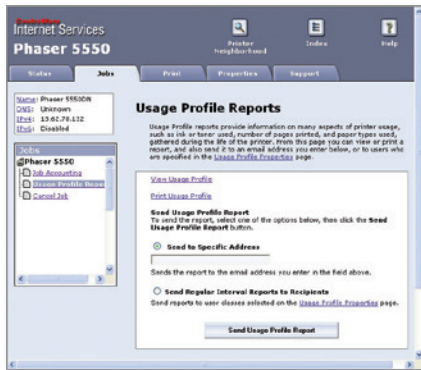 CentreWare
Internet Services
Phaser 5550
Printer Neighborhood
Index
Help
Status
Jobs
Print
Properties
Support
Name: Phaser 5550DN
DNS: Unknown
IPv4: 13.62.70.132
IPv6: Disabled
Jobs
Phaser 5550
Job Accounting
Usage Profile Repor
Cancel Job
Usage Profile Reports
Usage Profile reports provide information on many aspects of printer usage,
such as ink or toner used, number of pages printed, and paper types used,
gathered during the life of the printer. From this page you can view or print a
report, and also send it to an email address you enter below, or to users who
are specified in the Usage Profile Properties page.
View Usage Profile
Print Usage Profile
Send Usage Profile Report
To send the report, select one of the options below, then click the Send
Usage Profile Report button.
Send to Specific Address
Sends the report to the email address you enter in the field above.
Send Regular Interval Reports to Recipients
Send reports to user classes selected on the Usage Profile Properties page.
Send Usage Profile Report